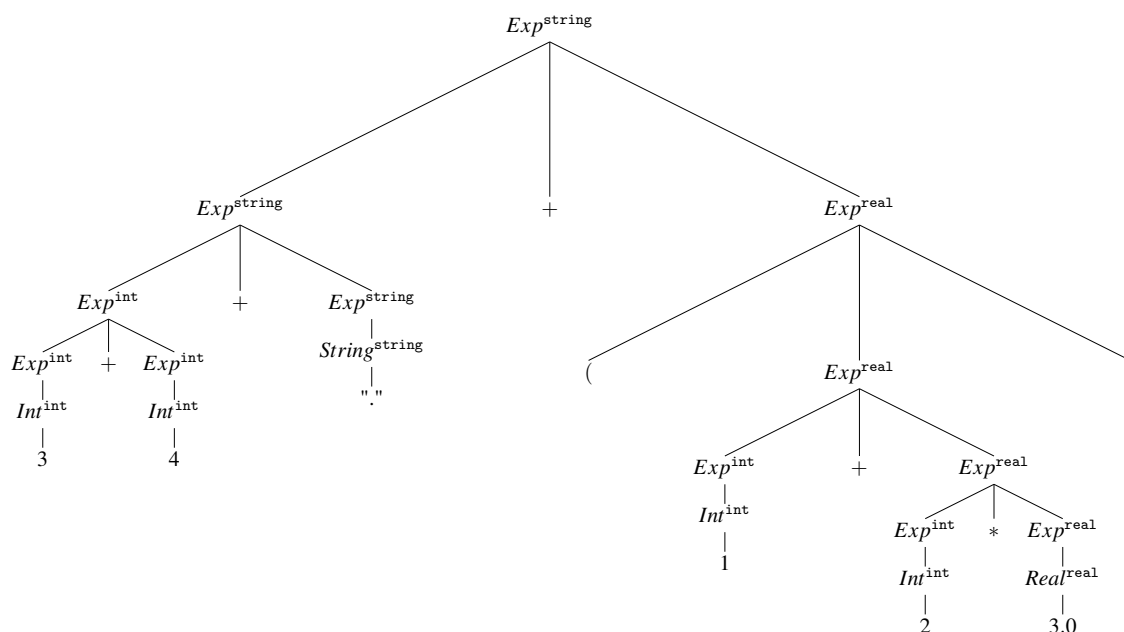 Exp^string
Exp^string + Exp^real
Exp^int + Exp^string
Exp^int + Exp^int String^string ( Exp^real
Int^int Int^int "."
3 4
Exp^int + Exp^real
Int^int Exp^int * Exp^real
1
Int^int Real^real
2 3.0